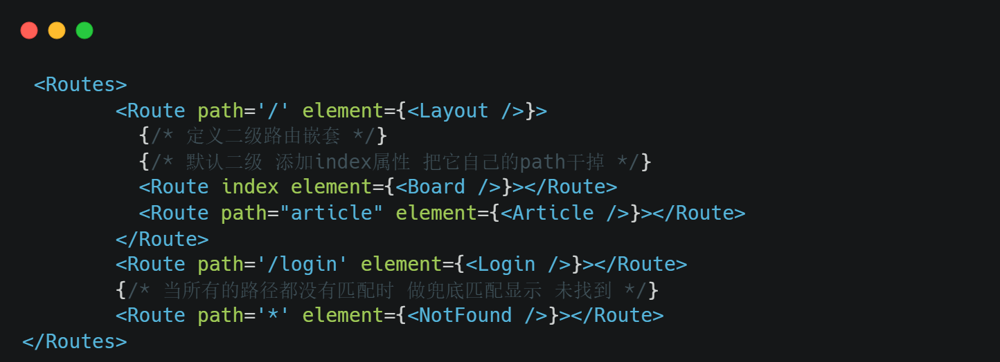 <Routes>
<Route path='/' element={<Layout />}>
{/* 定义二级路由嵌套 */}
{/* 默认二级 添加index属性 把它自己的path干掉 */}
<Route index element={<Board />}></Route>
<Route path="article" element={<Article />}></Route>
</Route>
<Route path='/login' element={<Login />}></Route>
{/* 当所有的路径都没有匹配时 做兜底匹配显示 未找到 */}
<Route path='*' element={<NotFound />}></Route>
</Routes>